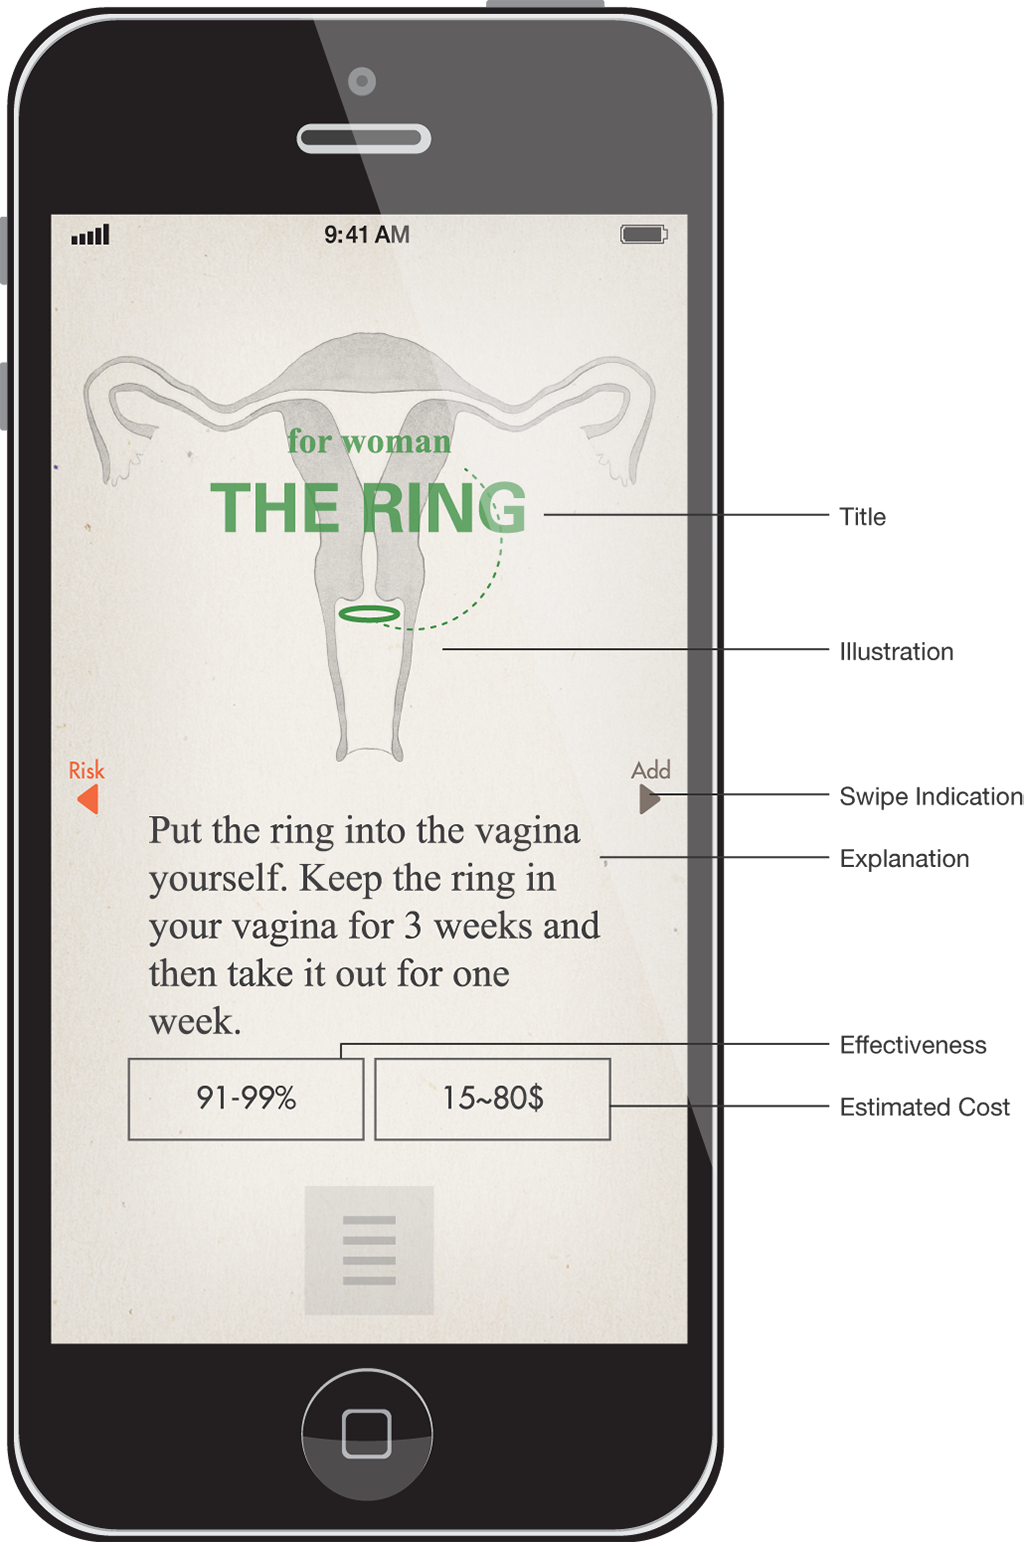 9:41 AM
for woman
THE RING
Title
Illustration
Risk
Add
Swipe Indication
Put the ring into the vagina
yourself. Keep the ring in
your vagina for 3 weeks and
then take it out for one
week.
Explanation
Effectiveness
91-99%
15~80$
Estimated Cost